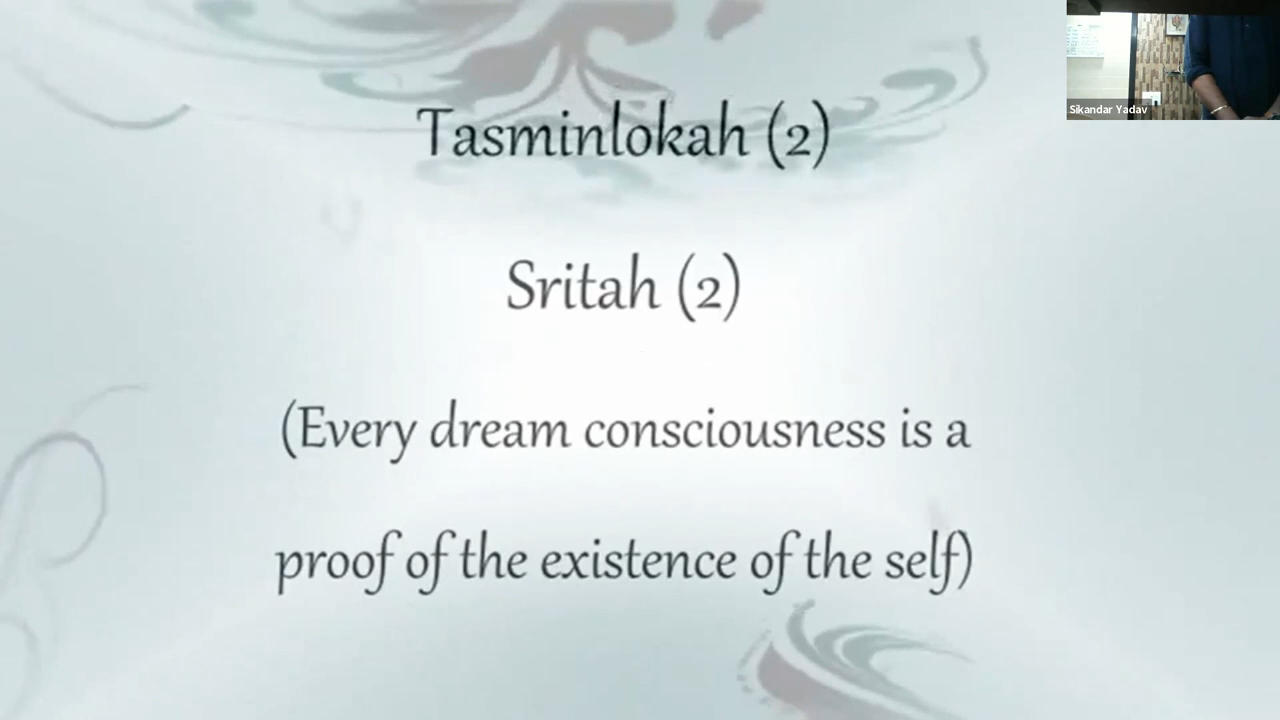 Tasminlokah (2)
Sritah (2)
(Every dream consciousness is a
proof of the existence of the self)
Sikandar Yadav